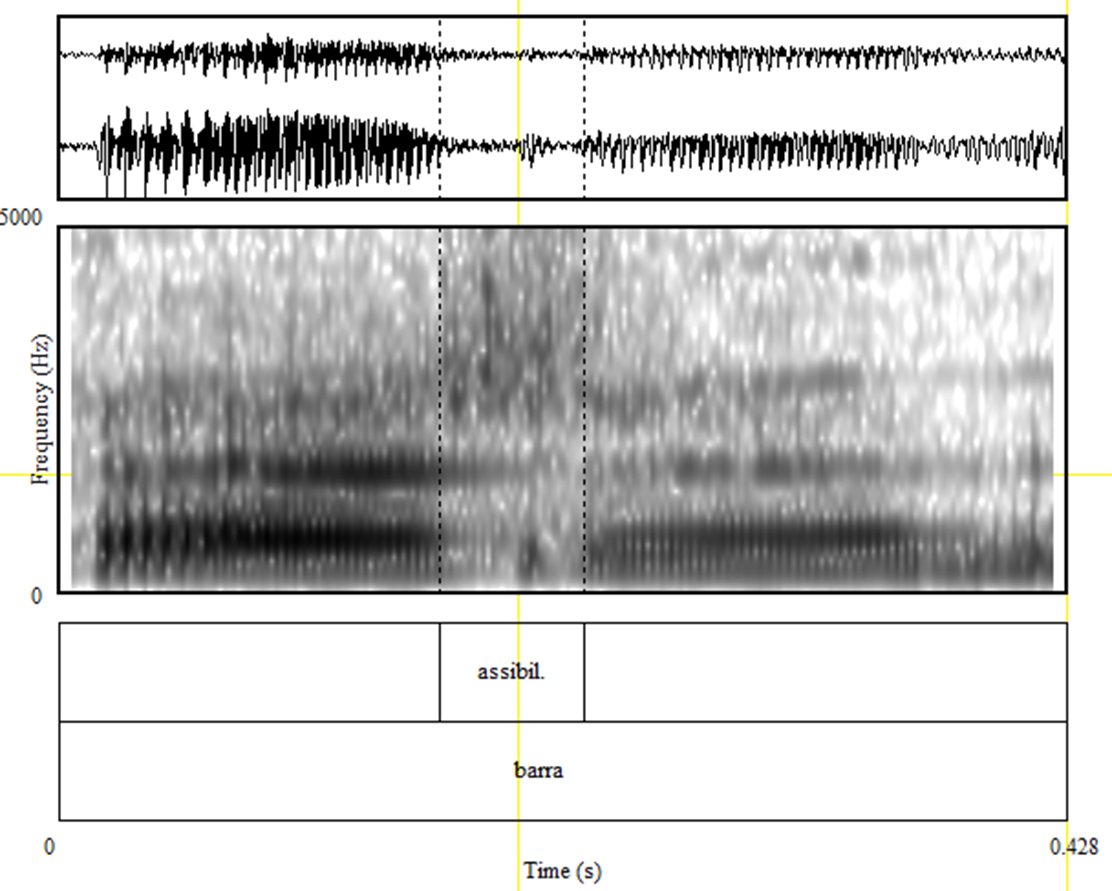 5000
Frequency (Hz)
0
assibil.
barra
0
0.428
Time (s)